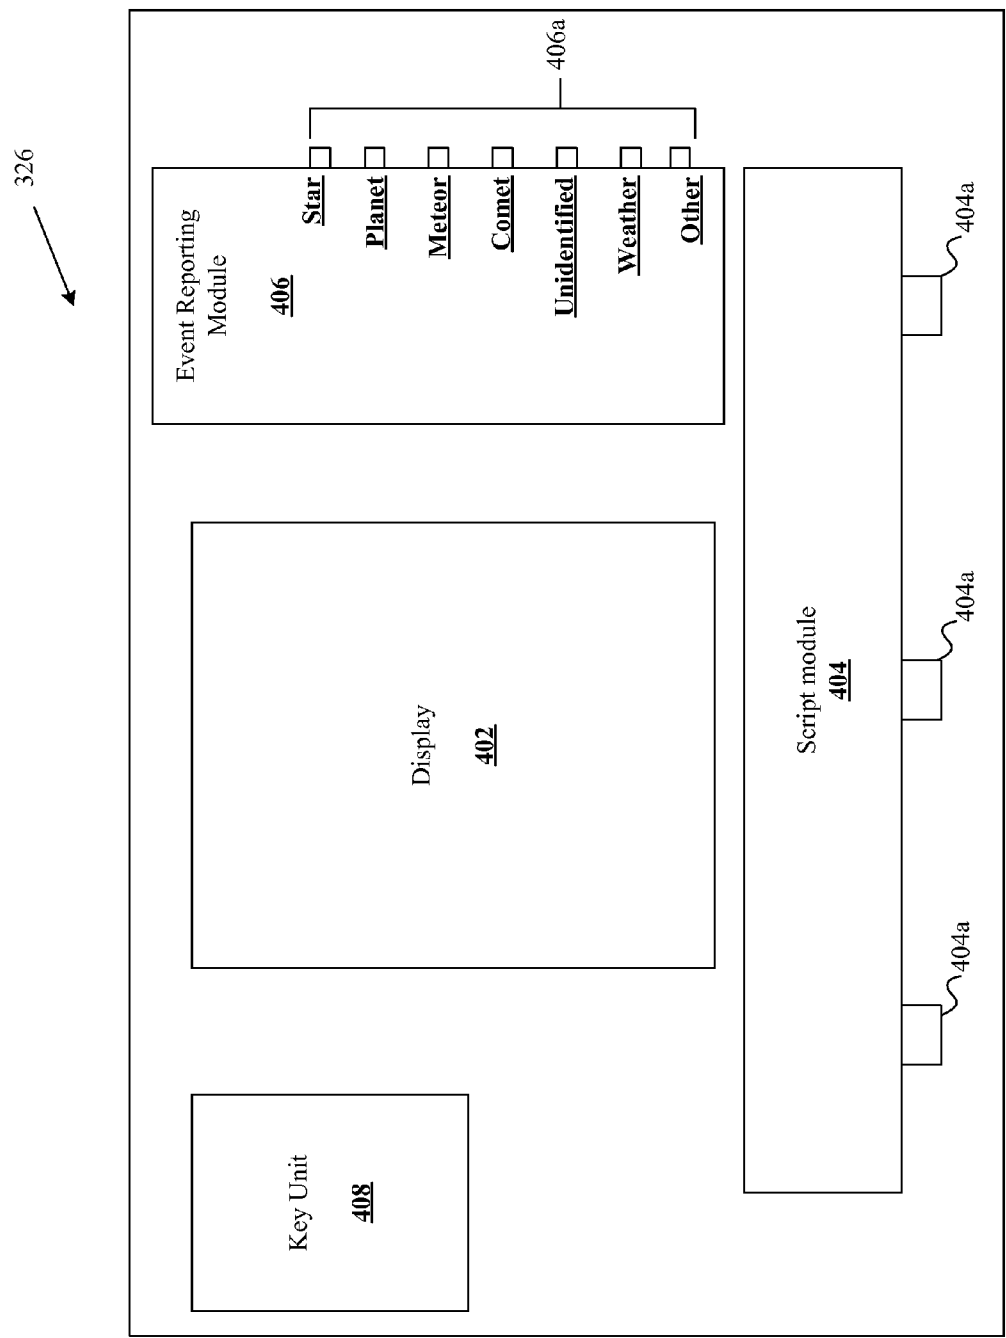 326
406a
Event Reporting
Module
406
Star
Planet
Meteor
Comet
Unidentified
Weather
Other
Display
402
Key Unit
408
Script module
404
404a
404a
404a